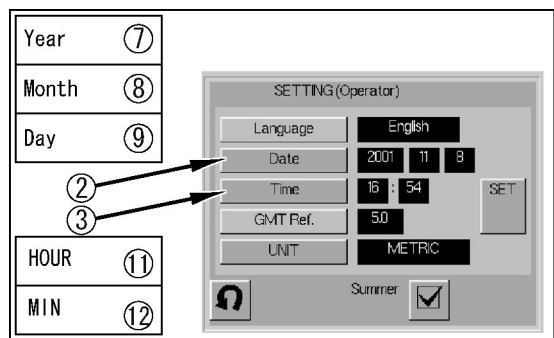 Year ⑦
Month ⑧
Day ⑨
②
③
HOUR ⑪
MIN ⑫
SETTING (Operator)
Language English
Date 2001 11 8
Time 16 : 54 SET
GMT Ref. 5.0
UNIT METRIC
Summer